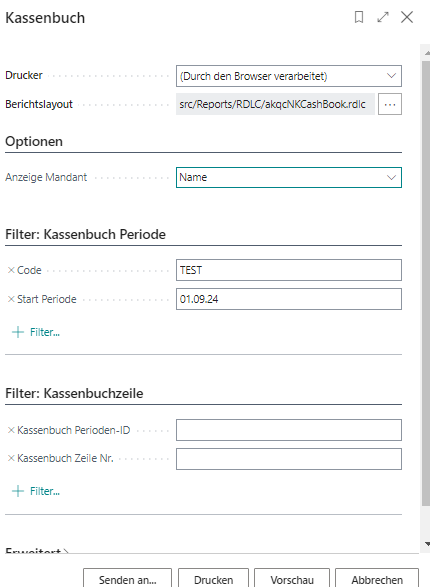 Kassenbuch
Drucker
(Durch den Browser verarbeitet)
Berichtslayout
src/Reports/RDLC/akqcNKCashBook.rdlc
Optionen
Anzeige Mandant
Name
Filter: Kassenbuch Periode
Code
TEST
Start Periode
01.09.24
Filter...
Filter: Kassenbuchzeile
Kassenbuch Perioden-ID
Kassenbuch Zeile Nr.
Filter...
Erweitert
Senden an...
Drucken
Vorschau
Abbrechen